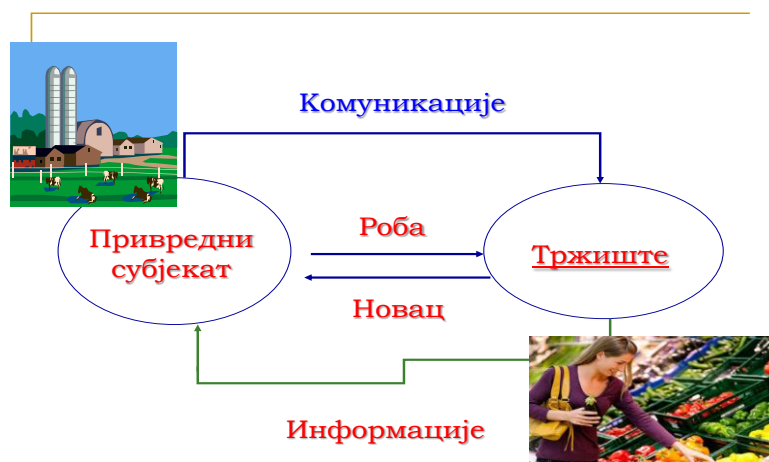 Комуникације
Привредни
субјекат
Роба
Тржиште
Новац
Информације